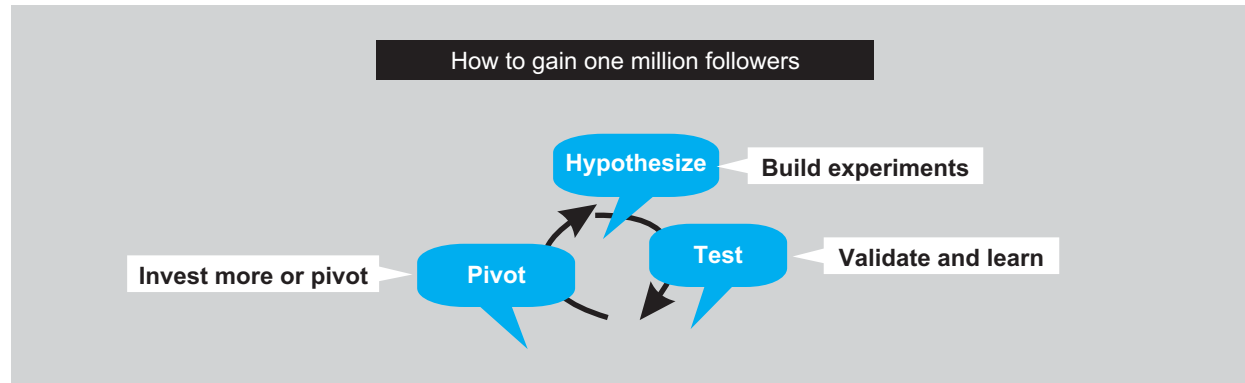 How to gain one million followers
Hypothesize
Build experiments
Test
Validate and learn
Invest more or pivot
Pivot